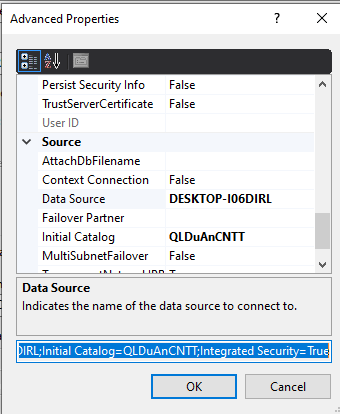 Advanced Properties
Persist Security Info False
TrustServerCertificate False
User ID
Source
AttachDbFilename
Context Connection False
Data Source DESKTOP-I06DIRL
Failover Partner
Initial Catalog QLDuAnCNTT
MultiSubnetFailover False
Data Source
Indicates the name of the data source to connect to.
DIRL;Initial Catalog=QLDuAnCNTT;Integrated Security=True
OK Cancel